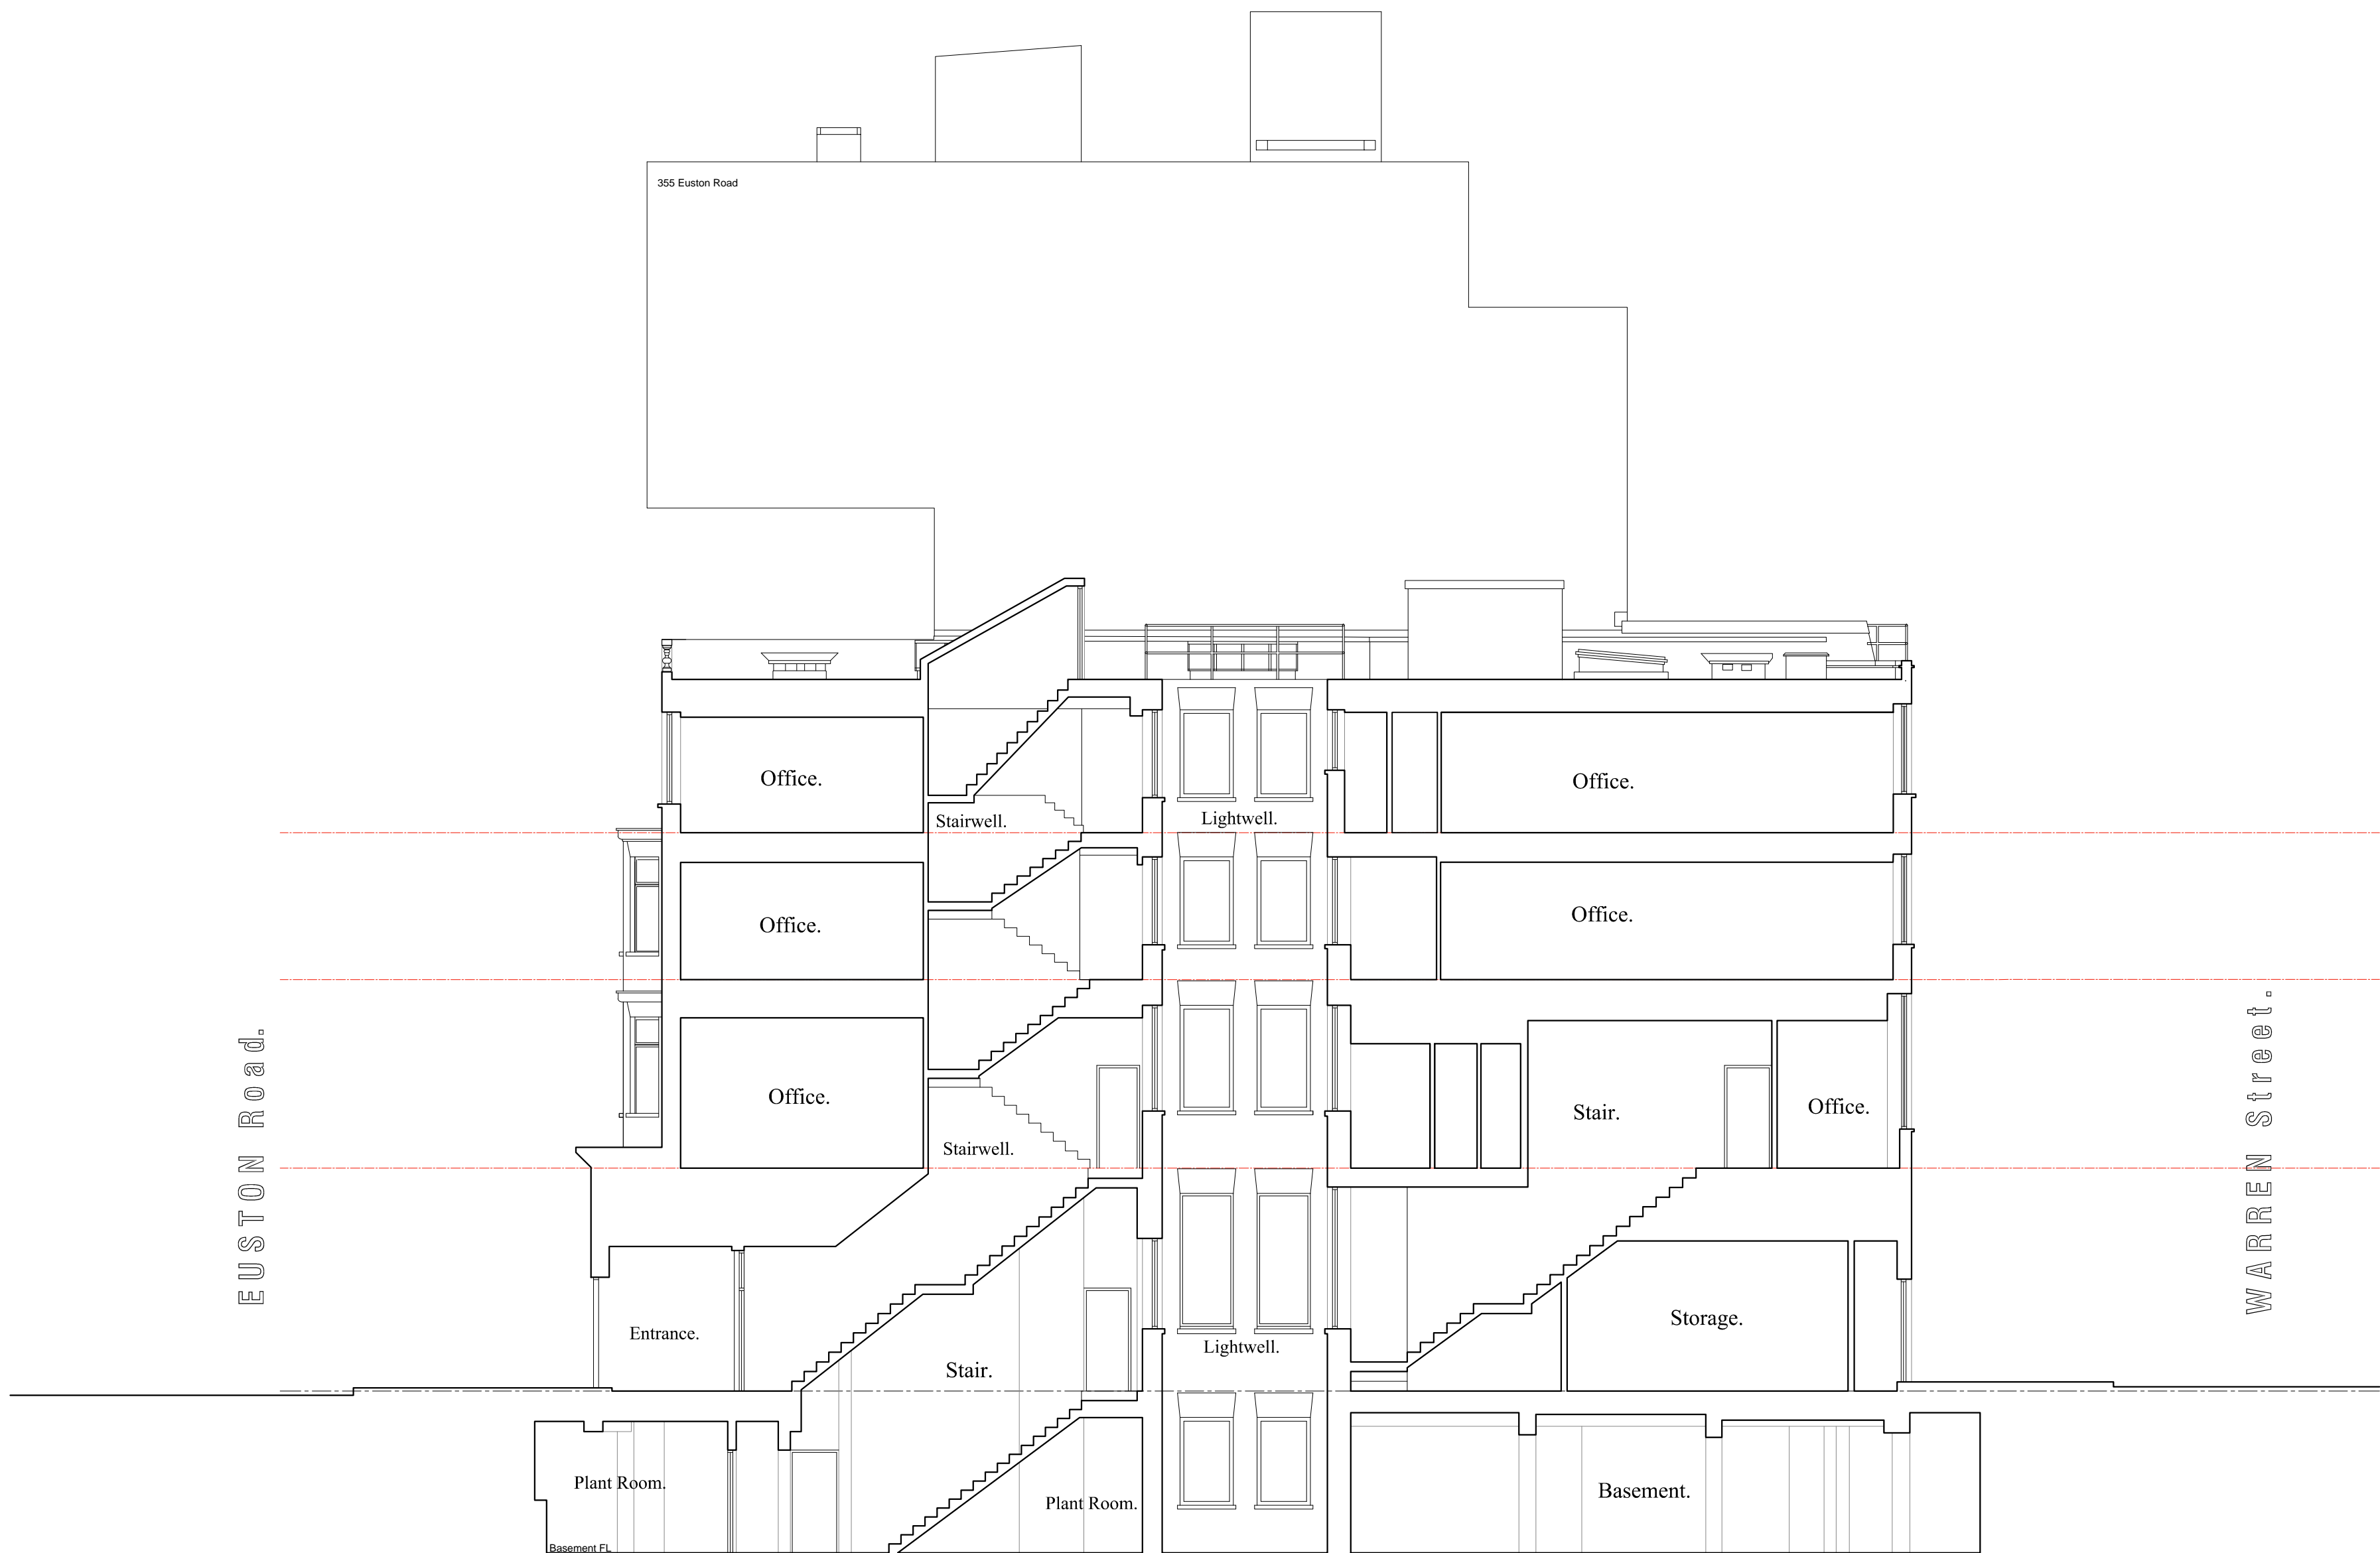 355 Euston Road
Office.
Office.
Stairwell.
Lightwell.
Office.
Office.
EUSTON Road.
WARREN Street.
Office.
Stair.
Office.
Stairwell.
Entrance.
Storage.
Lightwell.
Stair.
Plant Room.
Plant Room.
Basement.
Basement FL